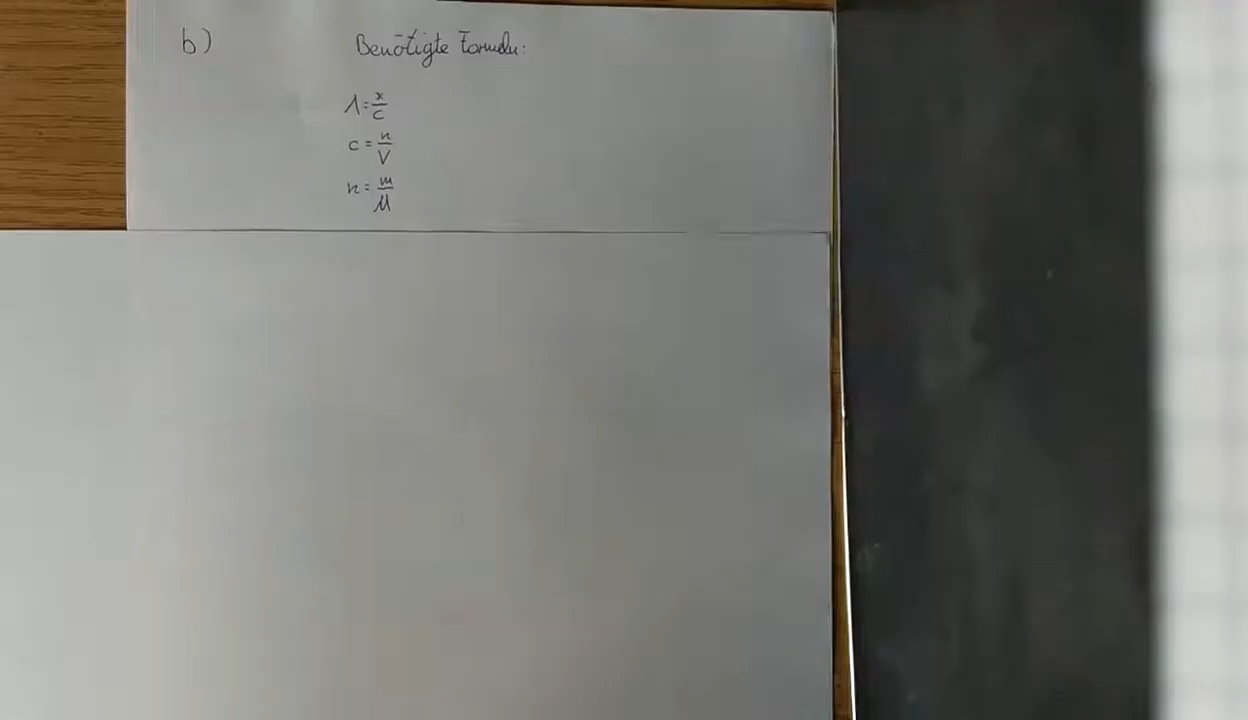 b) Benötigte Formeln:
Λ = ϰ/c
c = n/V
n = m/M